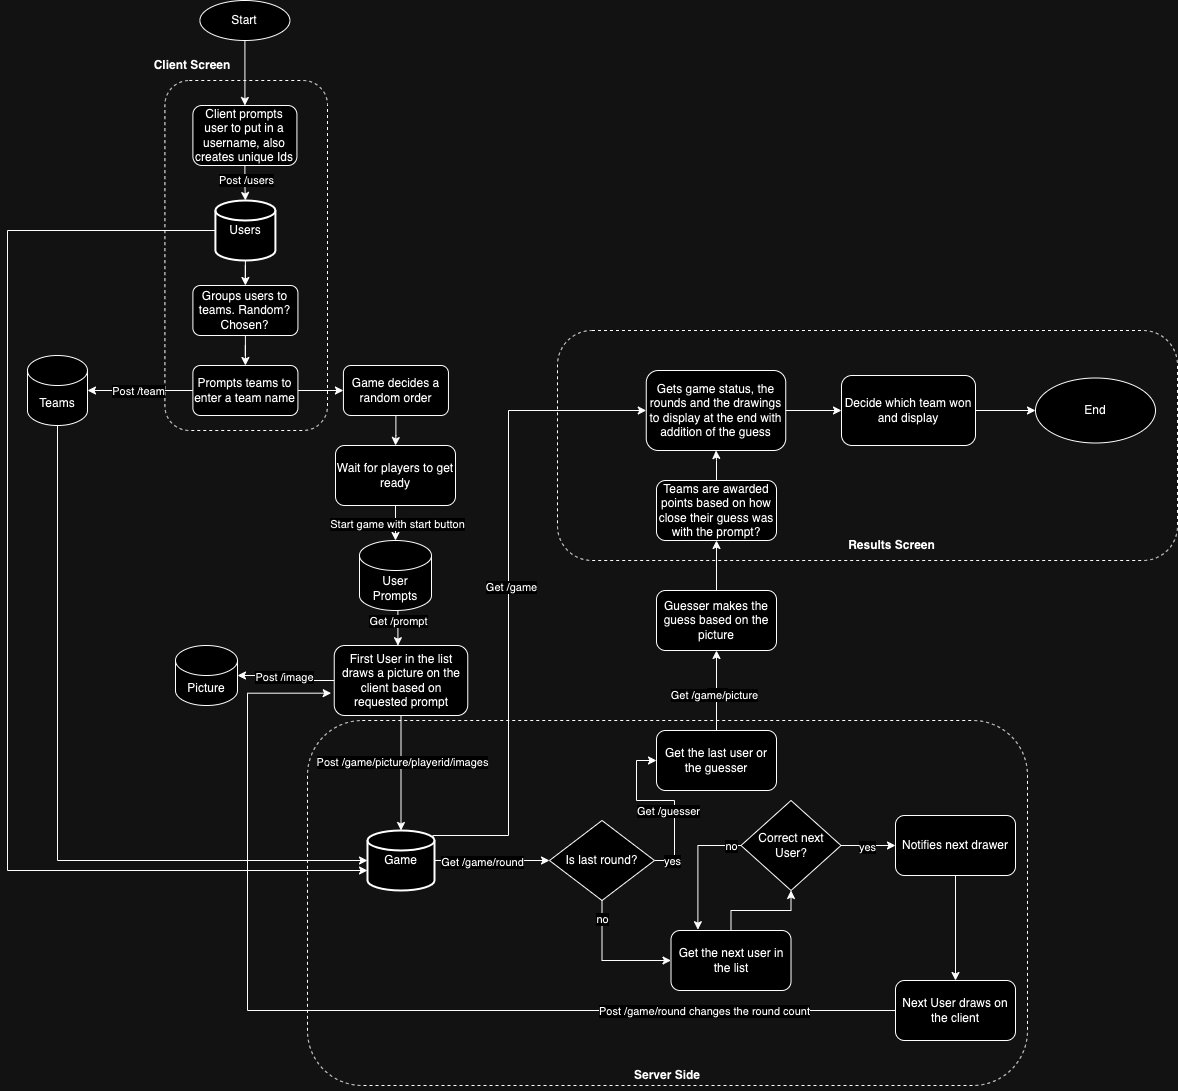 Start
Client Screen
Client prompts
user to put in a
username, also
creates unique Ids
Post /users
Users
Groups users to
teams. Random?
Chosen?
Teams
Post /team
Prompts teams to
enter a team name
Game decides a
random order
Wait for players to get
ready
Start game with start button
User
Prompts
Get /prompt
First User in the list
draws a picture on the
client based on
requested prompt
Post /image
Picture
Post /game/picture/playerid/images
Game
Get /game
Gets game status, the
rounds and the drawings
to display at the end with
addition of the guess
Decide which team won
and display
End
Teams are awarded
points based on how
close their guess was
with the prompt?
Results Screen
Guesser makes the
guess based on the
picture
Get /game/picture
Get the last user or
the guesser
Get /guesser
Get /game/round
Is last round?
yes
no
Correct next
User?
no
yes
Notifies next drawer
Get the next user in
the list
Next User draws on
the client
Post /game/round changes the round count
Server Side